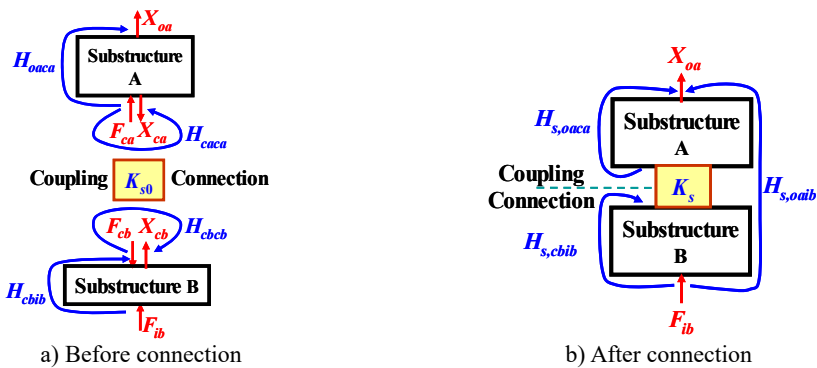 X_oa
Substructure
A
H_oaca
F_ca X_ca
H_caca
Coupling K_s0 Connection
F_cb X_cb
H_cbcb
Substructure B
H_cbib
F_ib
a) Before connection
X_oa
Substructure
A
H_s,oaca
Coupling
Connection
K_s
H_s,oaib
Substructure
B
H_s,cbib
F_ib
b) After connection